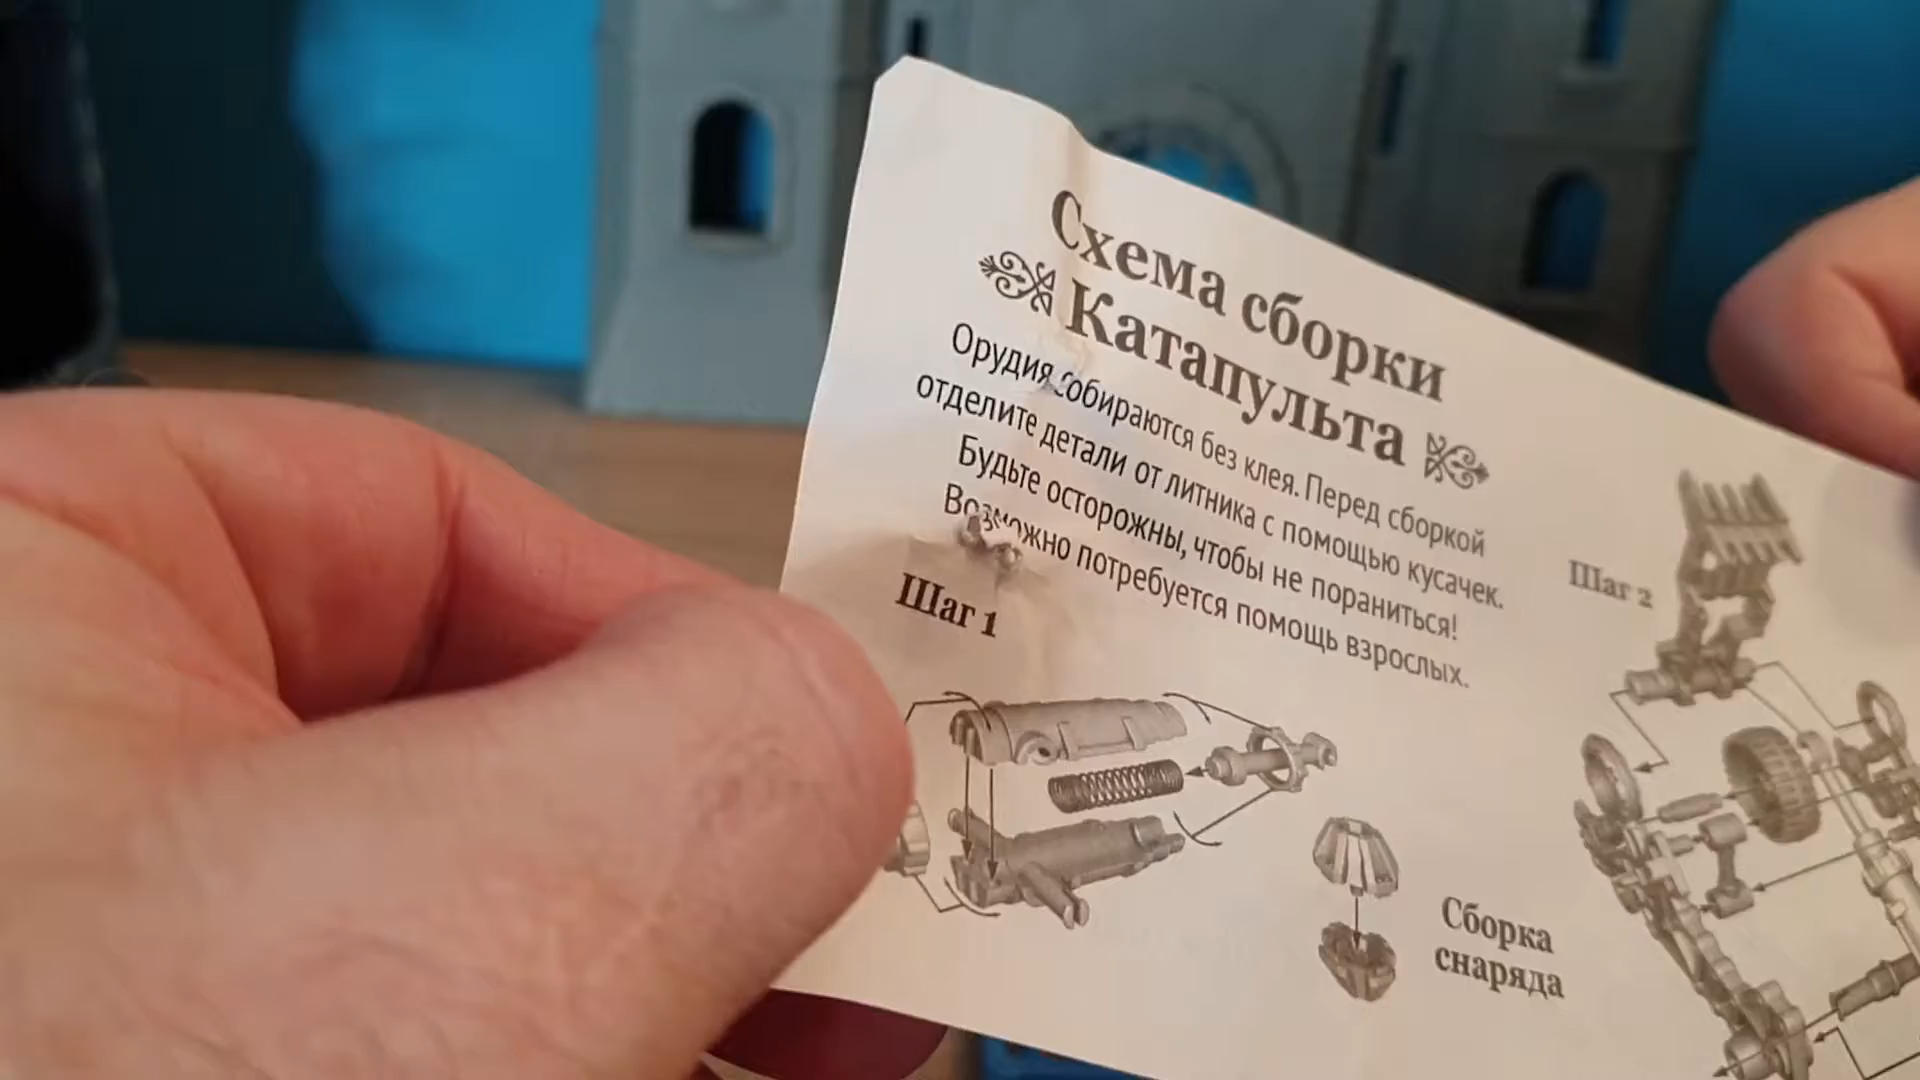 Схема сборки
Катапульта
Орудия собираются без клея. Перед сборкой
отделите детали от литника с помощью кусачек.
Будьте осторожны, чтобы не пораниться!
Возможно потребуется помощь взрослых.
Шаг 1
Шаг 2
Сборка
снаряда